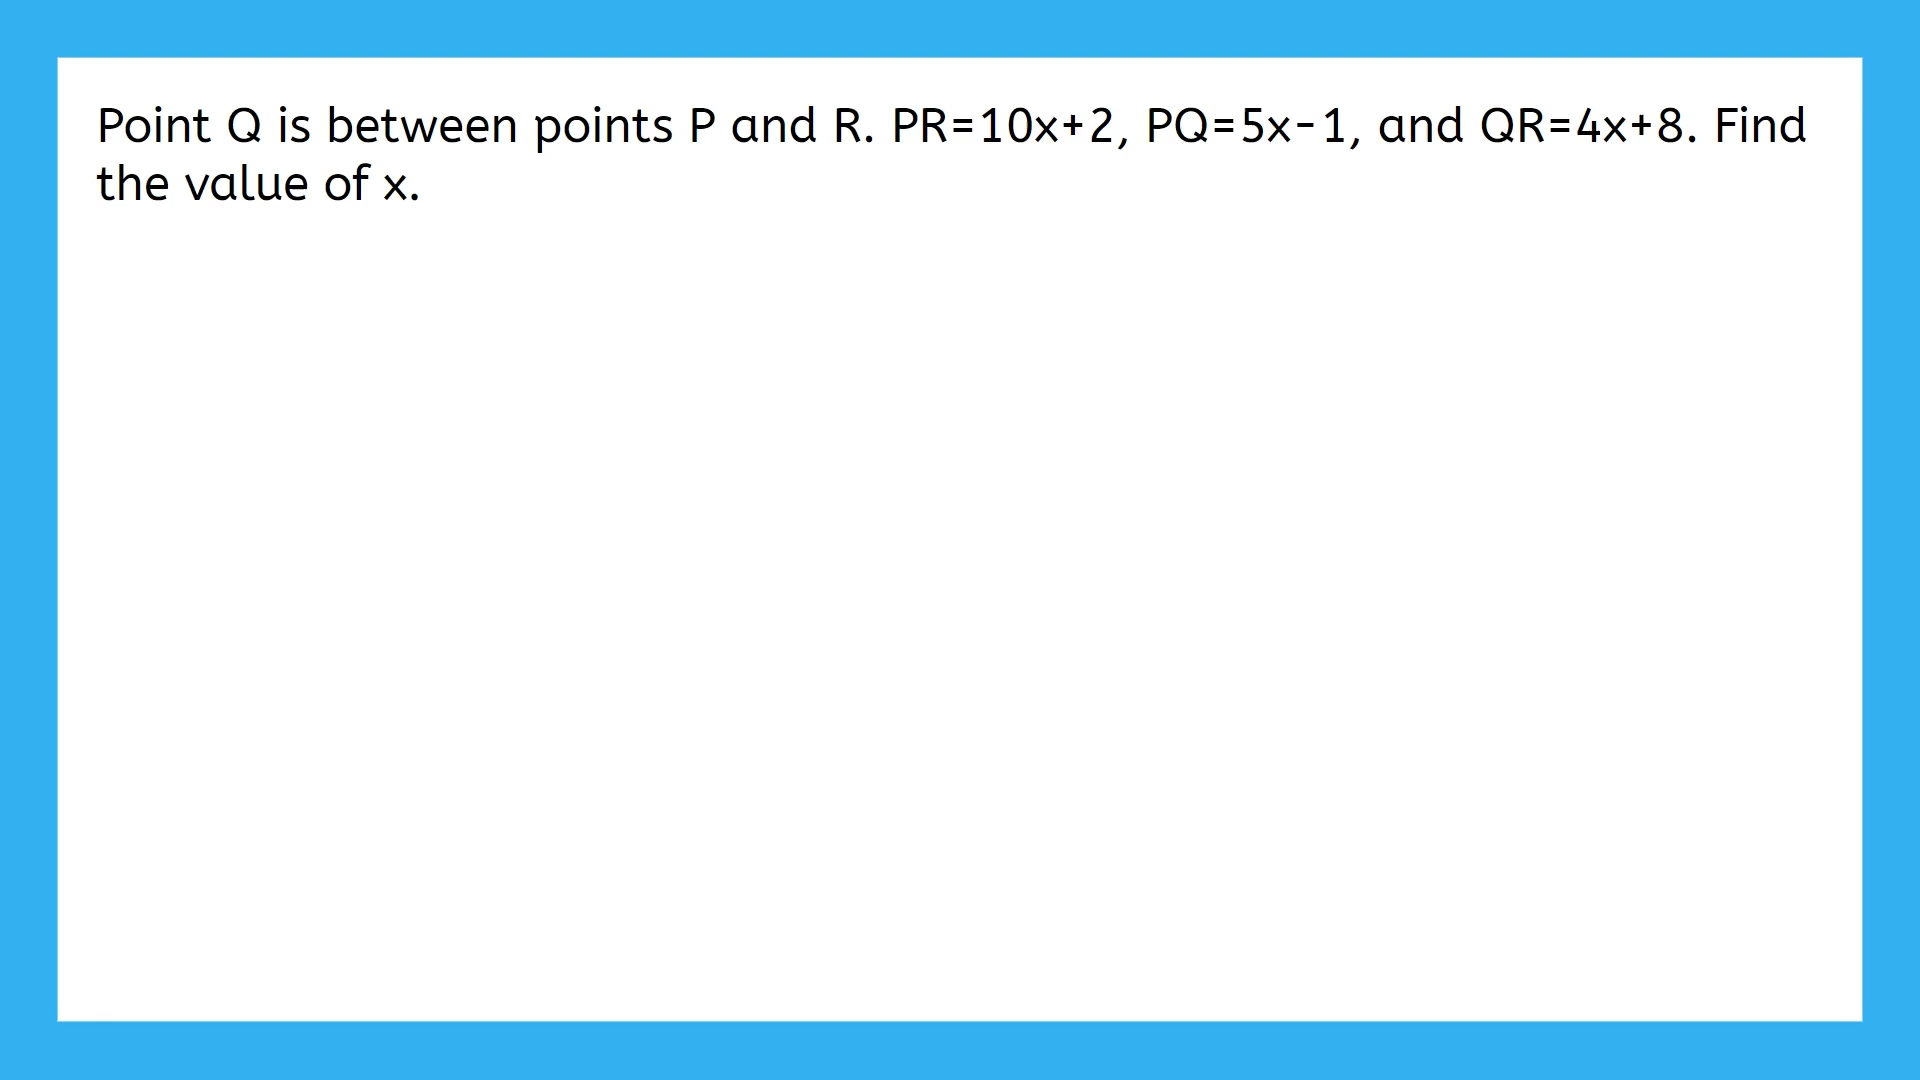 Point Q is between points P and R. PR=10x+2, PQ=5x-1, and QR=4x+8. Find
the value of x.